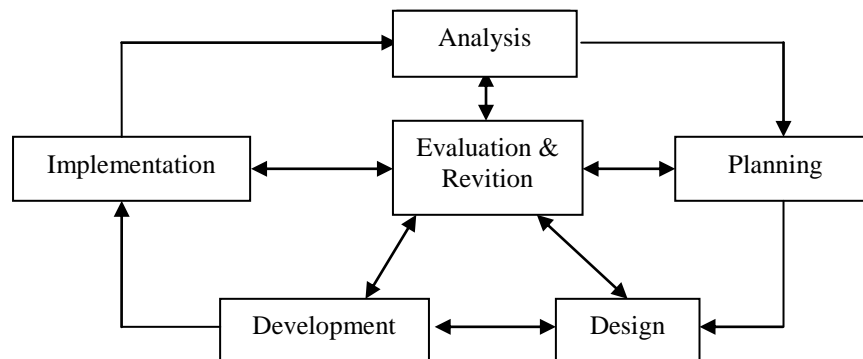 Analysis
Implementation
Evaluation &
Revition
Planning
Development
Design